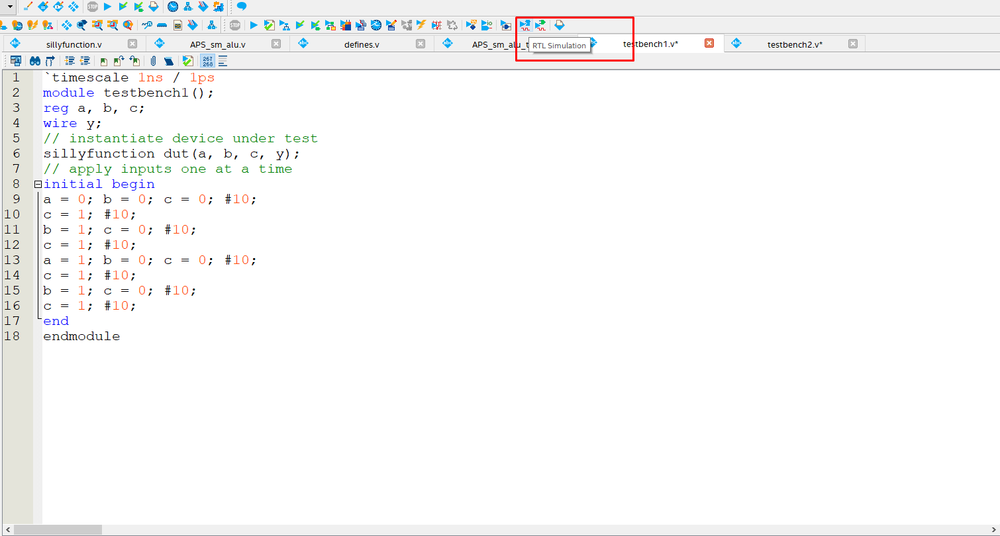 STOP
STOP
sillyfunction.v APS_sm_alu.v defines.v APS_sm_alu_t testbench1.v* testbench2.v*
RTL Simulation
267
268
1 `timescale 1ns / 1ps
2 module testbench1();
3 reg a, b, c;
4 wire y;
5 // instantiate device under test
6 sillyfunction dut(a, b, c, y);
7 // apply inputs one at a time
8 initial begin
9 a = 0; b = 0; c = 0; #10;
10 c = 1; #10;
11 b = 1; c = 0; #10;
12 c = 1; #10;
13 a = 1; b = 0; c = 0; #10;
14 c = 1; #10;
15 b = 1; c = 0; #10;
16 c = 1; #10;
17 end
18 endmodule